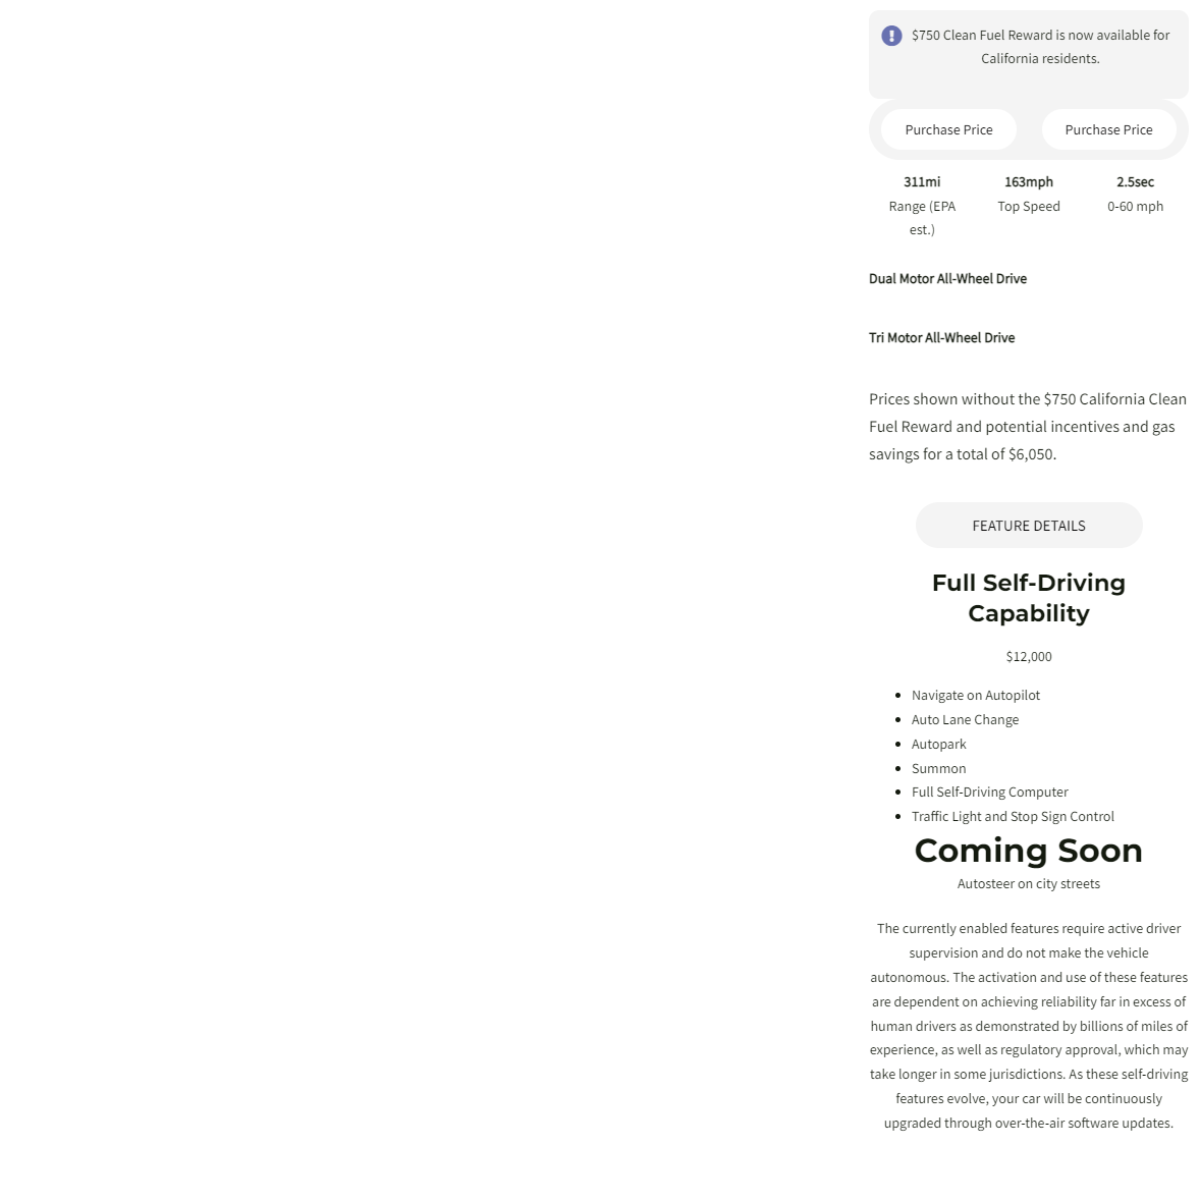 $750 Clean Fuel Reward is now available for
California residents.
Purchase Price
Purchase Price
311mi
Range (EPA
est.)
163mph
Top Speed
2.5sec
0-60 mph
Dual Motor All-Wheel Drive
Tri Motor All-Wheel Drive
Prices shown without the $750 California Clean
Fuel Reward and potential incentives and gas
savings for a total of $6,050.
FEATURE DETAILS
Full Self-Driving
Capability
$12,000
Navigate on Autopilot
Auto Lane Change
Autopark
Summon
Full Self-Driving Computer
Traffic Light and Stop Sign Control
Coming Soon
Autosteer on city streets
The currently enabled features require active driver
supervision and do not make the vehicle
autonomous. The activation and use of these features
are dependent on achieving reliability far in excess of
human drivers as demonstrated by billions of miles of
experience, as well as regulatory approval, which may
take longer in some jurisdictions. As these self-driving
features evolve, your car will be continuously
upgraded through over-the-air software updates.